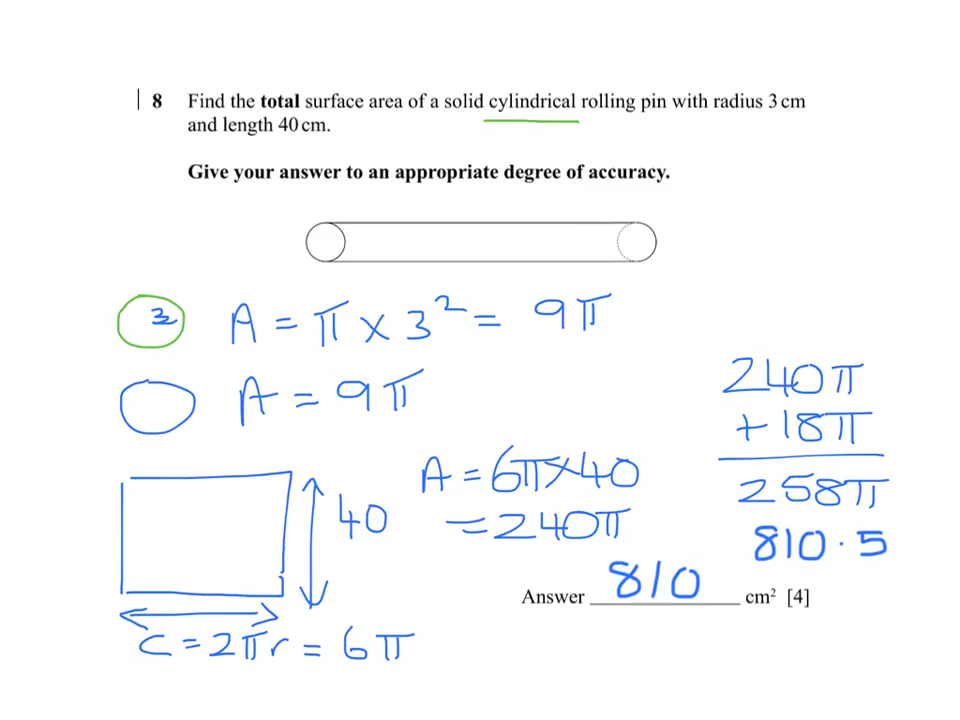 8 Find the total surface area of a solid cylindrical rolling pin with radius 3 cm
and length 40 cm.
Give your answer to an appropriate degree of accuracy.
3 A = π × 3² = 9π
A = 9π
240π
+18π
258π
810·5
A = 6π×40
= 240π
40
C = 2πr = 6π
Answer 810 cm² [4]